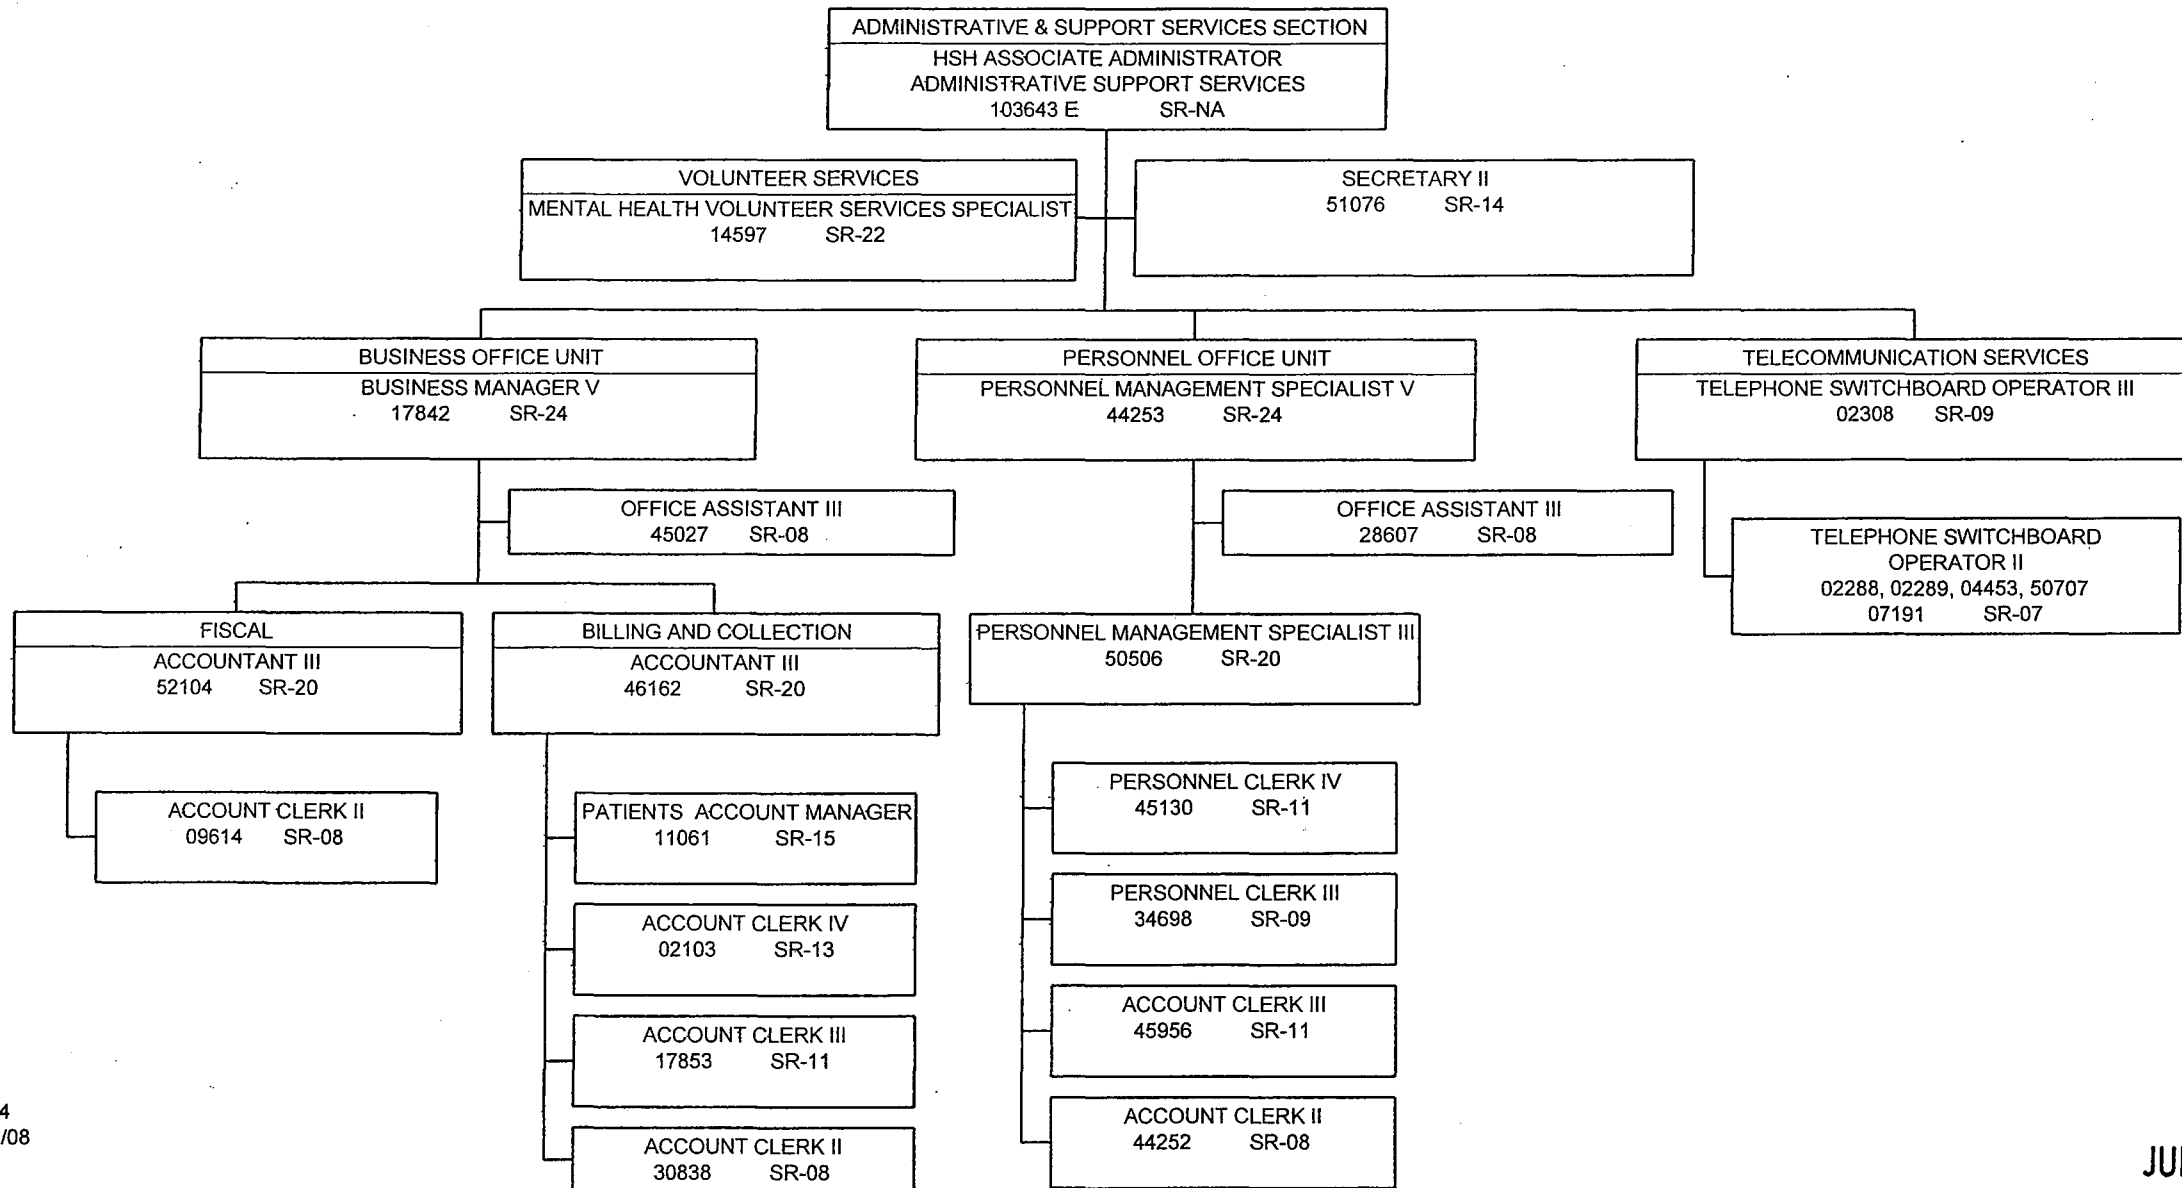 ADMINISTRATIVE & SUPPORT SERVICES SECTION
HSH ASSOCIATE ADMINISTRATOR
ADMINISTRATIVE SUPPORT SERVICES
103643 E SR-NA
VOLUNTEER SERVICES
MENTAL HEALTH VOLUNTEER SERVICES SPECIALIST
14597 SR-22
SECRETARY II
51076 SR-14
BUSINESS OFFICE UNIT
BUSINESS MANAGER V
17842 SR-24
PERSONNEL OFFICE UNIT
PERSONNEL MANAGEMENT SPECIALIST V
44253 SR-24
TELECOMMUNICATION SERVICES
TELEPHONE SWITCHBOARD OPERATOR III
02308 SR-09
OFFICE ASSISTANT III
45027 SR-08
OFFICE ASSISTANT III
28607 SR-08
TELEPHONE SWITCHBOARD
OPERATOR II
02288, 02289, 04453, 50707
07191 SR-07
FISCAL
ACCOUNTANT III
52104 SR-20
BILLING AND COLLECTION
ACCOUNTANT III
46162 SR-20
PERSONNEL MANAGEMENT SPECIALIST III
50506 SR-20
ACCOUNT CLERK II
09614 SR-08
PATIENTS ACCOUNT MANAGER
11061 SR-15
ACCOUNT CLERK IV
02103 SR-13
ACCOUNT CLERK III
17853 SR-11
ACCOUNT CLERK II
30838 SR-08
PERSONNEL CLERK IV
45130 SR-11
PERSONNEL CLERK III
34698 SR-09
ACCOUNT CLERK III
45956 SR-11
ACCOUNT CLERK II
44252 SR-08
4
/08